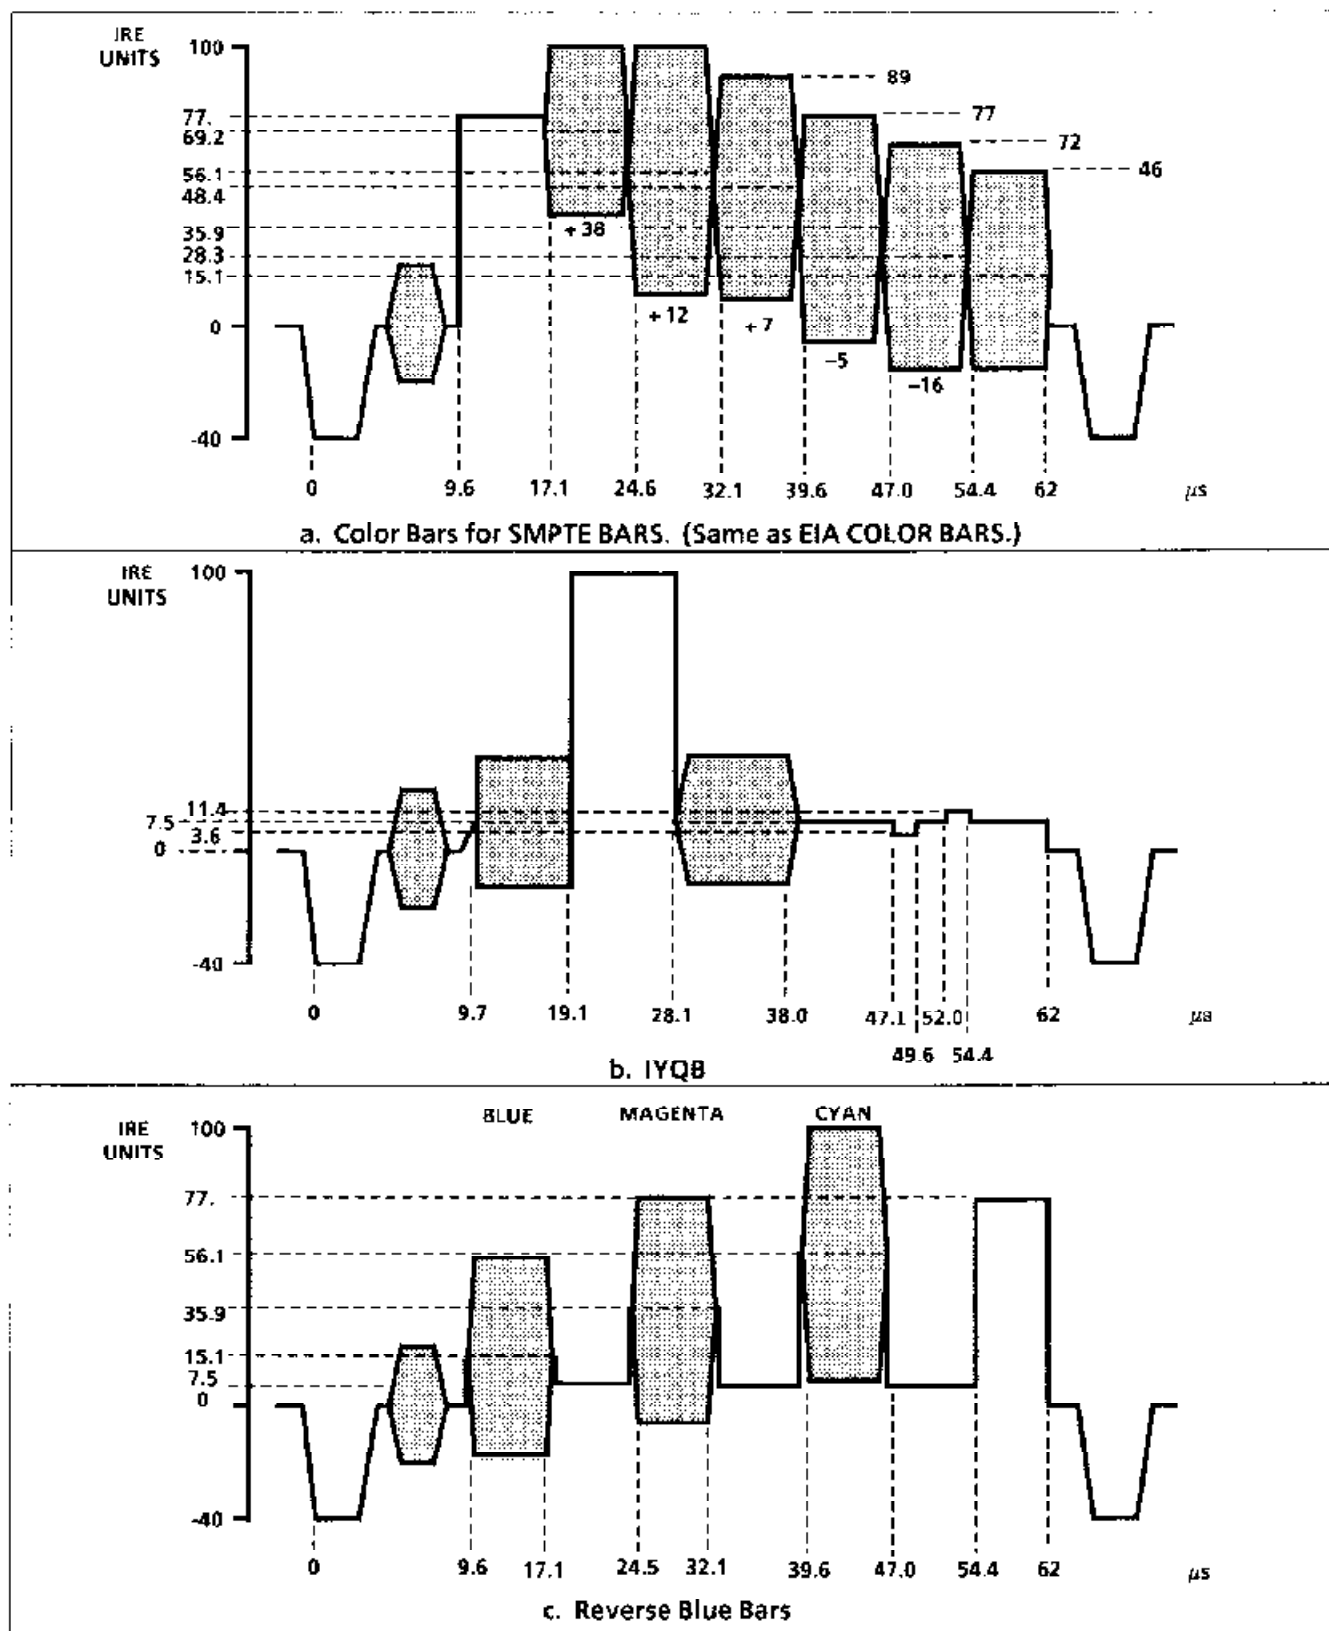 IRE
UNITS
100
89
77.
77
69.2
72
56.1
46
48.4
35.9
+ 38
28.3
15.1
+ 12
+ 7
0
–5
–16
-40
0 9.6 17.1 24.6 32.1 39.6 47.0 54.4 62 µs
a. Color Bars for SMPTE BARS. (Same as EIA COLOR BARS.)
IRE
UNITS
100
11.4
7.5
3.6
0
-40
0 9.7 19.1 28.1 38.0 47.1 52.0 62 µs
49.6 54.4
b. IYQB
BLUE MAGENTA CYAN
IRE
UNITS
100
77.
56.1
35.9
15.1
7.5
0
-40
0 9.6 17.1 24.5 32.1 39.6 47.0 54.4 62 µs
c. Reverse Blue Bars